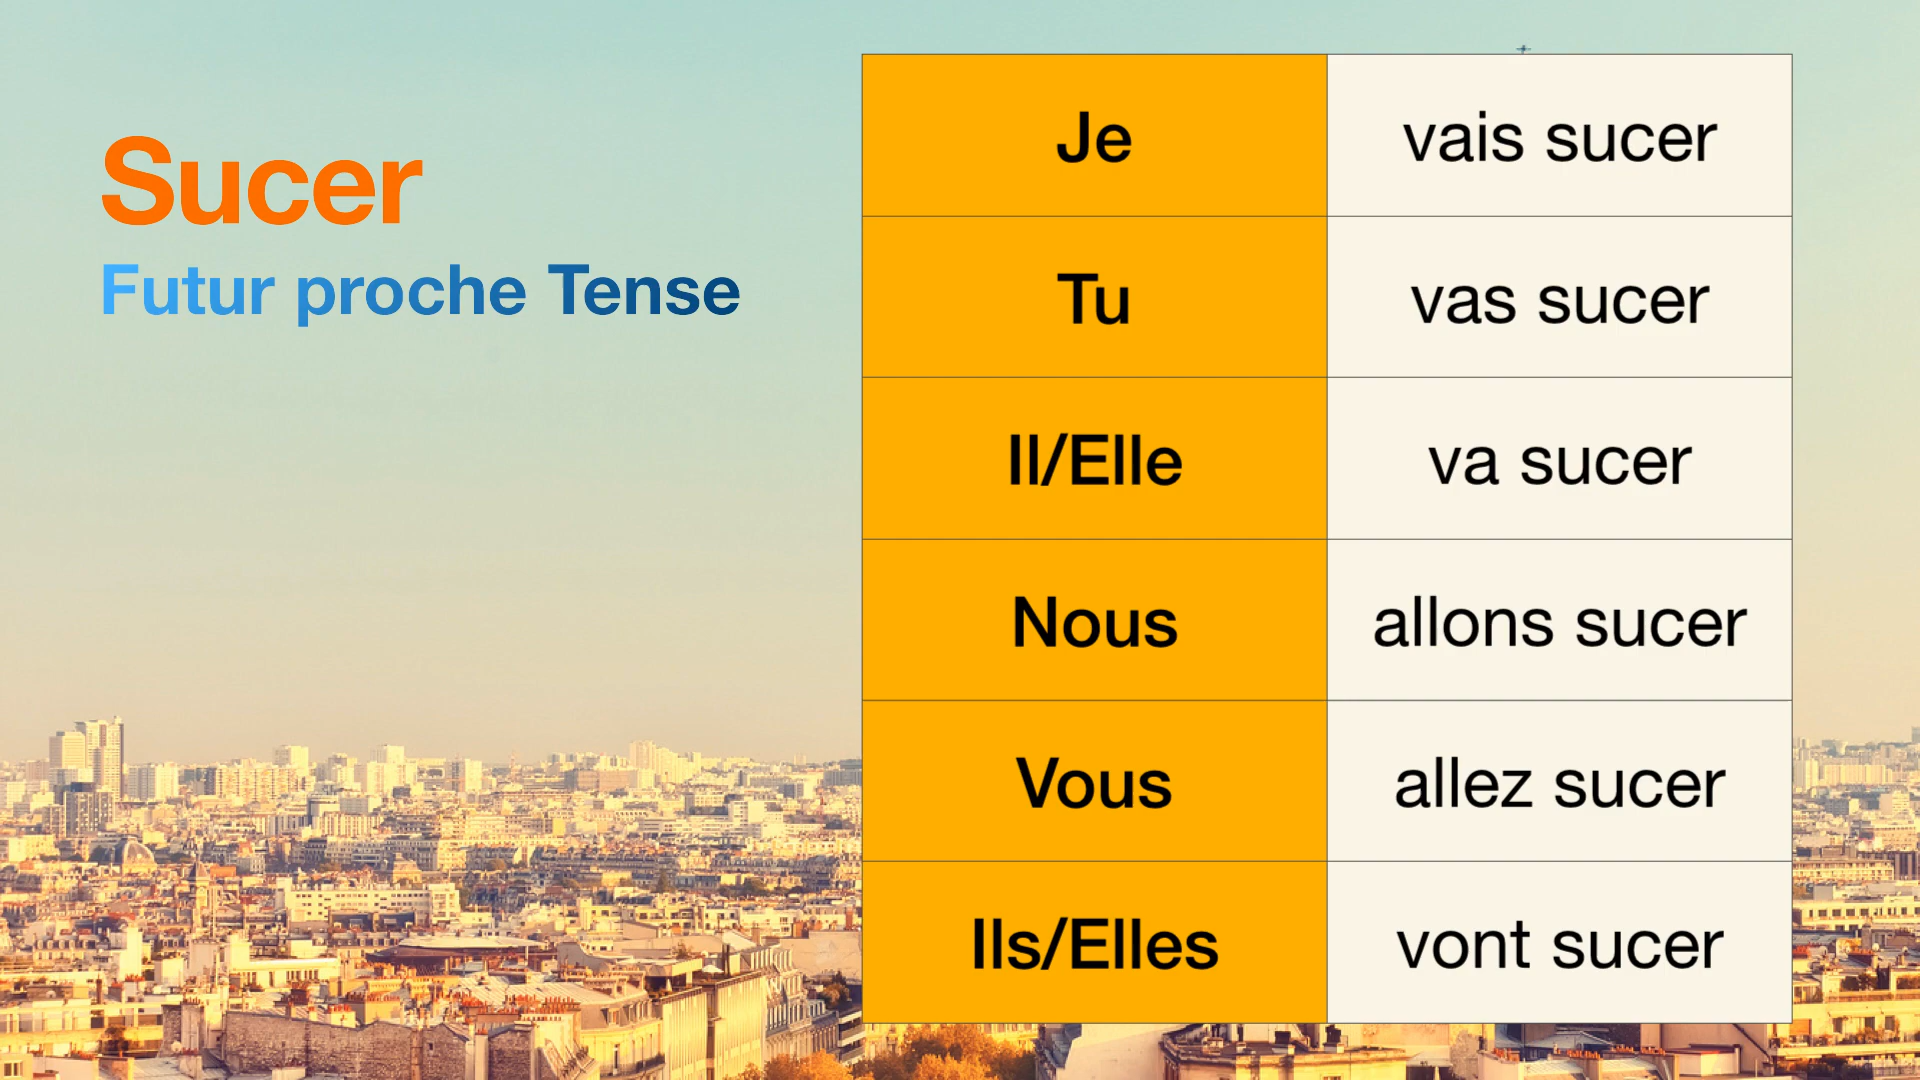 Sucer
Futur proche Tense
Je vais sucer
Tu vas sucer
Il/Elle va sucer
Nous allons sucer
Vous allez sucer
Ils/Elles vont sucer